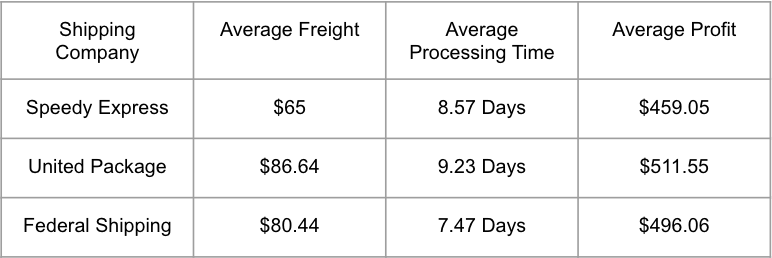 Shipping Company Average Freight Average Processing Time Average Profit
Speedy Express $65 8.57 Days $459.05
United Package $86.64 9.23 Days $511.55
Federal Shipping $80.44 7.47 Days $496.06